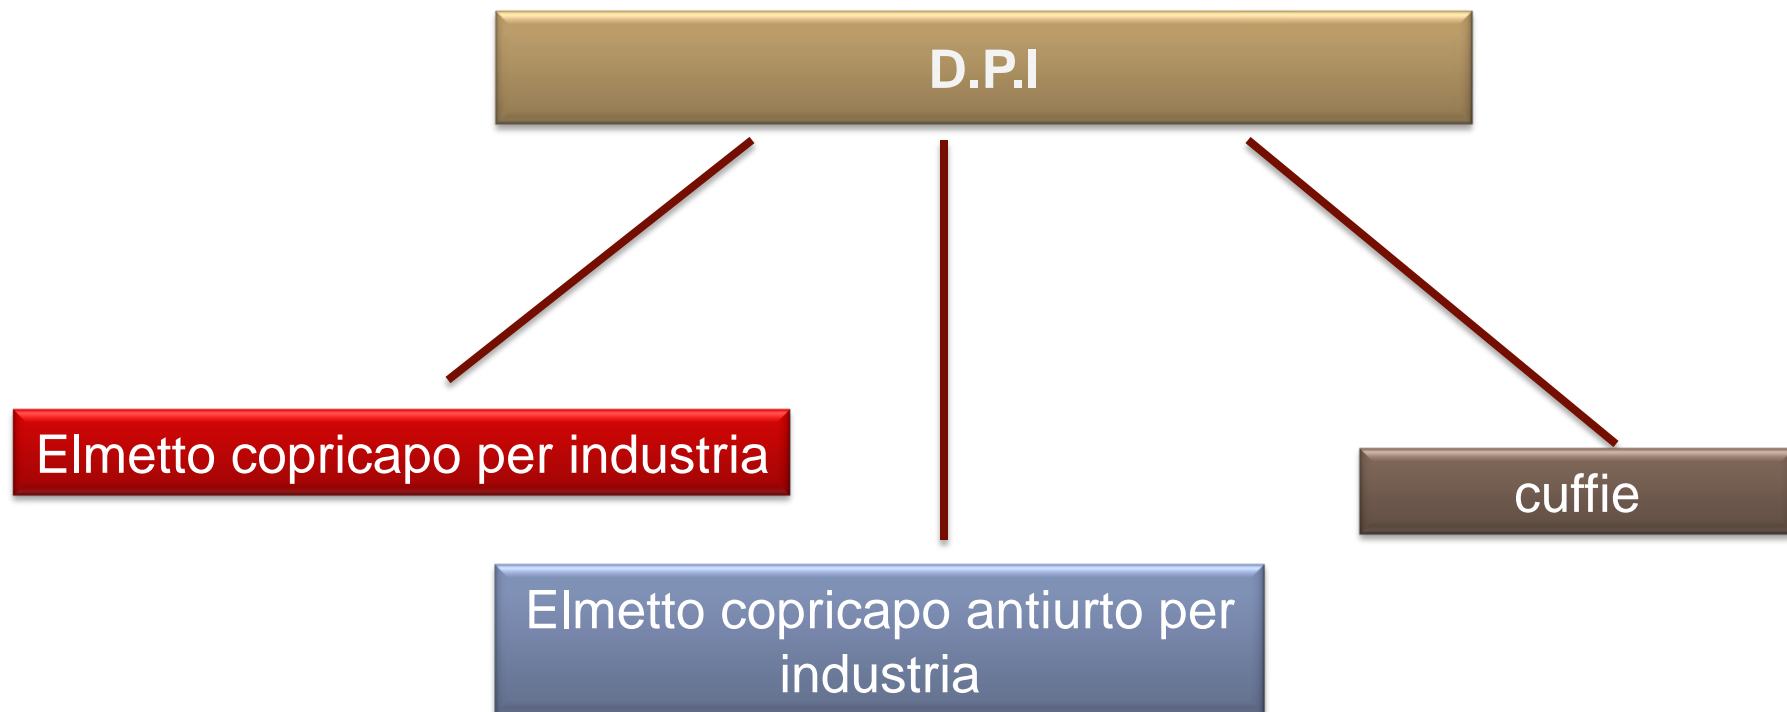 D.P.I
Elmetto copricapo per industria
cuffie
Elmetto copricapo antiurto per
industria